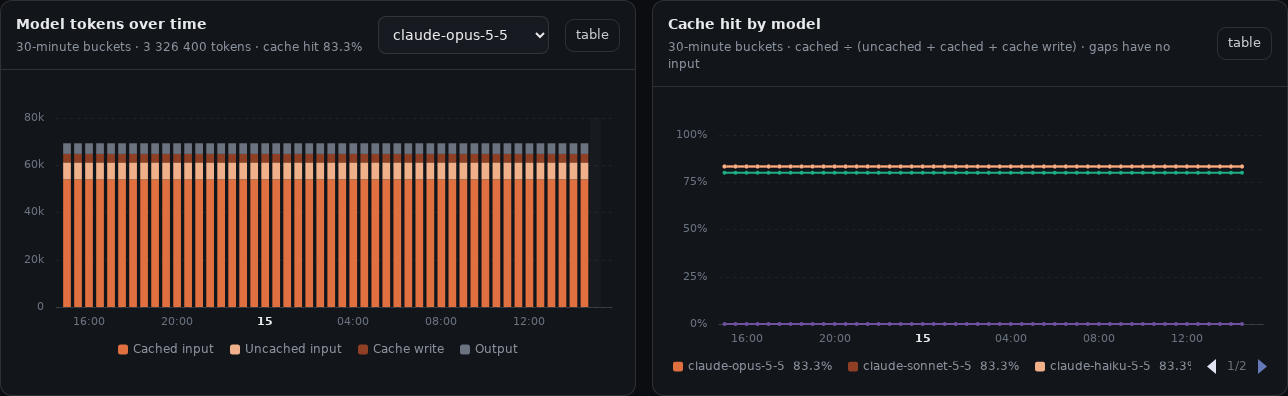 Model tokens over time
30-minute buckets · 3 326 400 tokens · cache hit 83.3%
claude-opus-5-5
table
80k
60k
40k
20k
0
16:00 20:00 15 04:00 08:00 12:00
Cached input Uncached input Cache write Output
Cache hit by model
30-minute buckets · cached ÷ (uncached + cached + cache write) · gaps have no
input
table
100%
75%
50%
25%
0%
16:00 20:00 15 04:00 08:00 12:00
claude-opus-5-5 83.3% claude-sonnet-5-5 83.3% claude-haiku-5-5 83.3% 1/2